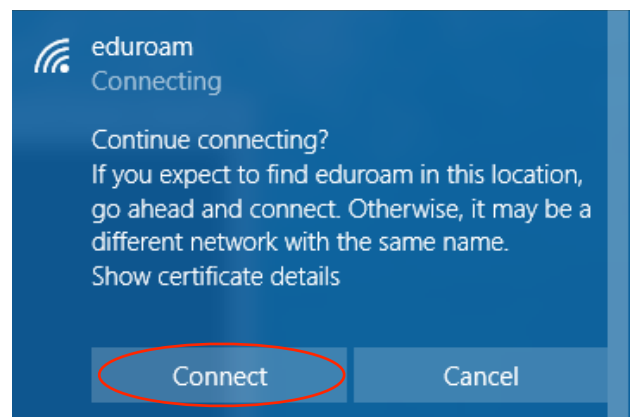 eduroam
Connecting
Continue connecting?
If you expect to find eduroam in this location,
go ahead and connect. Otherwise, it may be a
different network with the same name.
Show certificate details
Connect
Cancel